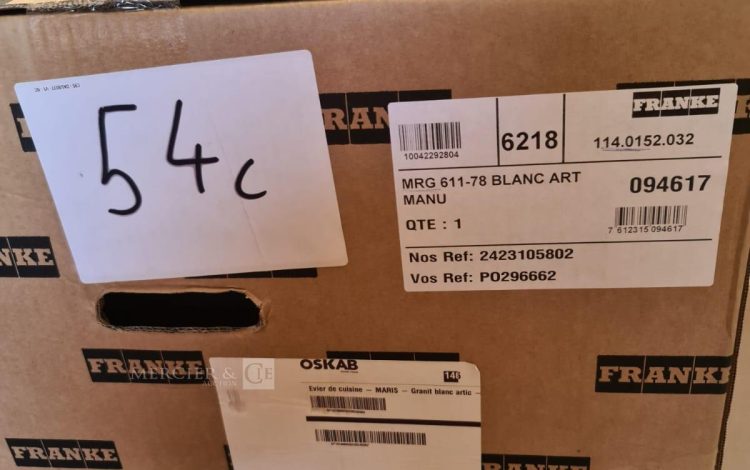 54c
FRANKE
6218
114.0152.032
10042292804
MRG 611-78 BLANC ART
MANU
094617
QTE : 1
7 612315 094617
Nos Ref: 2423105802
Vos Ref: PO296662
FRANKE
MERCIER & CIE
AUCTION
OSKAB
146
Evier de cuisine — MARIS — Granit blanc artic —
FRANKE
FRANKE